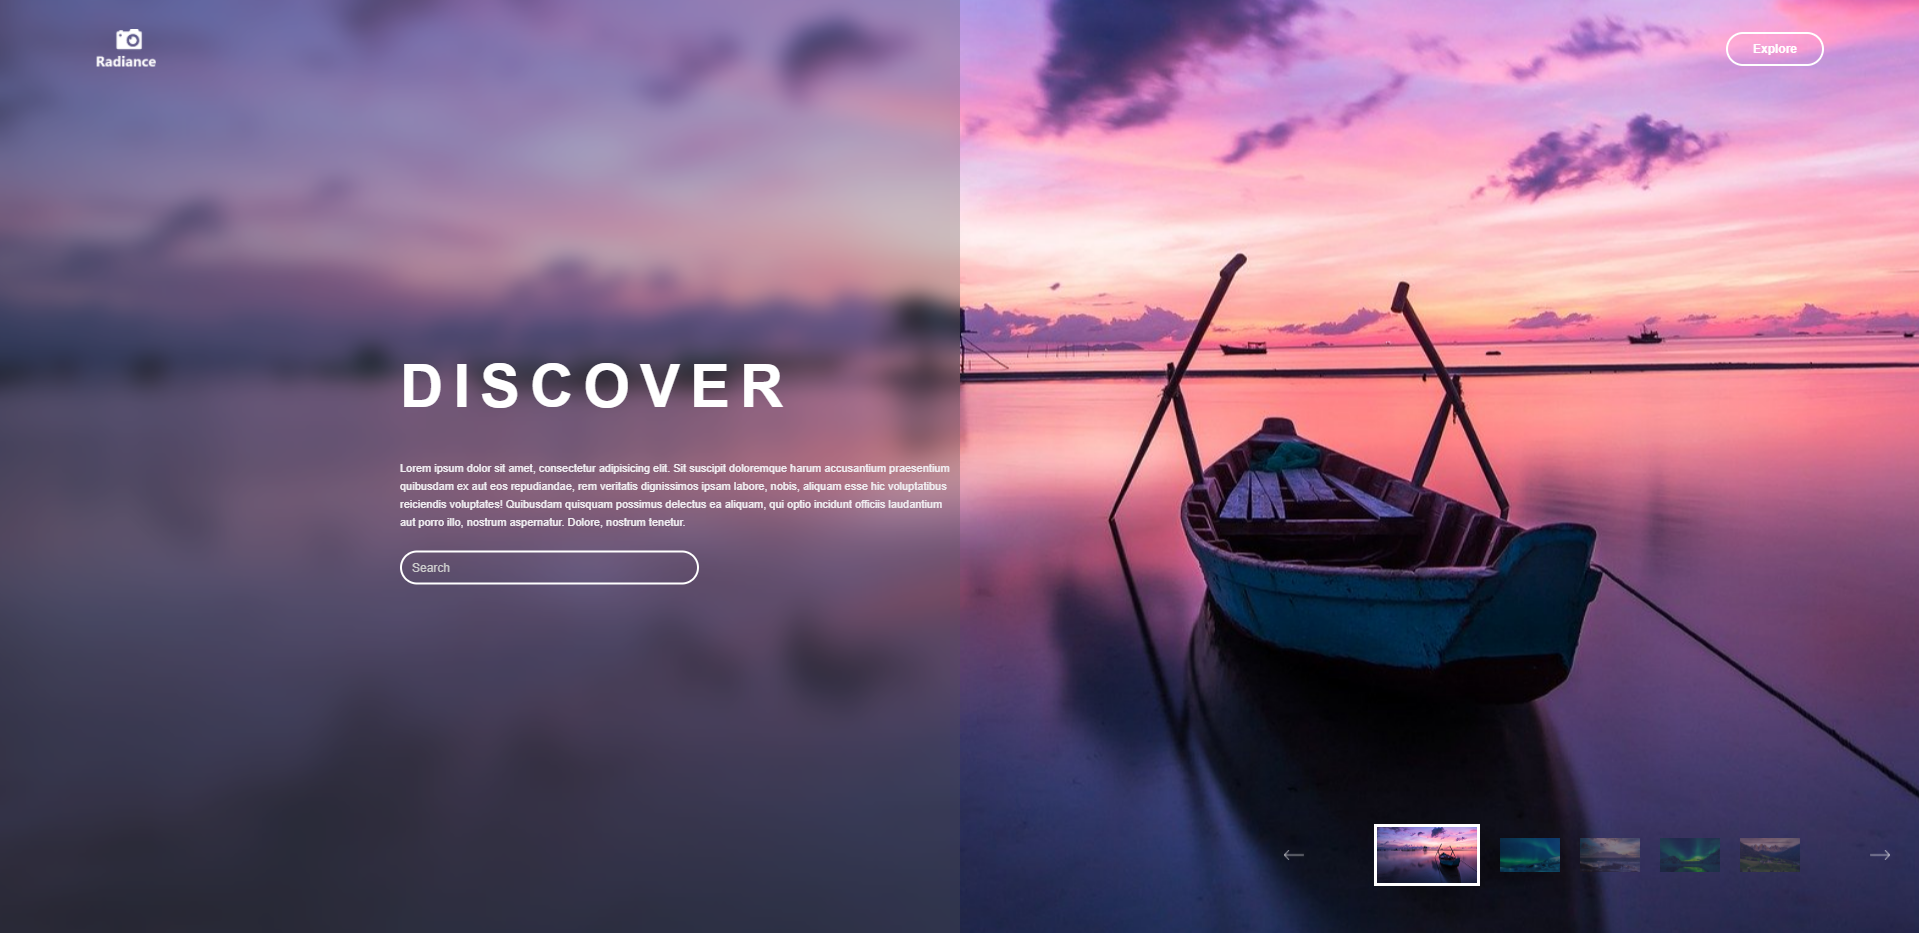 Radiance
Explore
DISCOVER
Lorem ipsum dolor sit amet, consectetur adipisicing elit. Sit suscipit doloremque harum accusantium praesentium
quibusdam ex aut eos repudiandae, rem veritatis dignissimos ipsam labore, nobis, aliquam esse hic voluptatibus
reiciendis voluptates! Quibusdam quisquam possimus delectus ea aliquam, qui optio incidunt officiis laudantium
aut porro illo, nostrum aspernatur. Dolore, nostrum tenetur.
Search